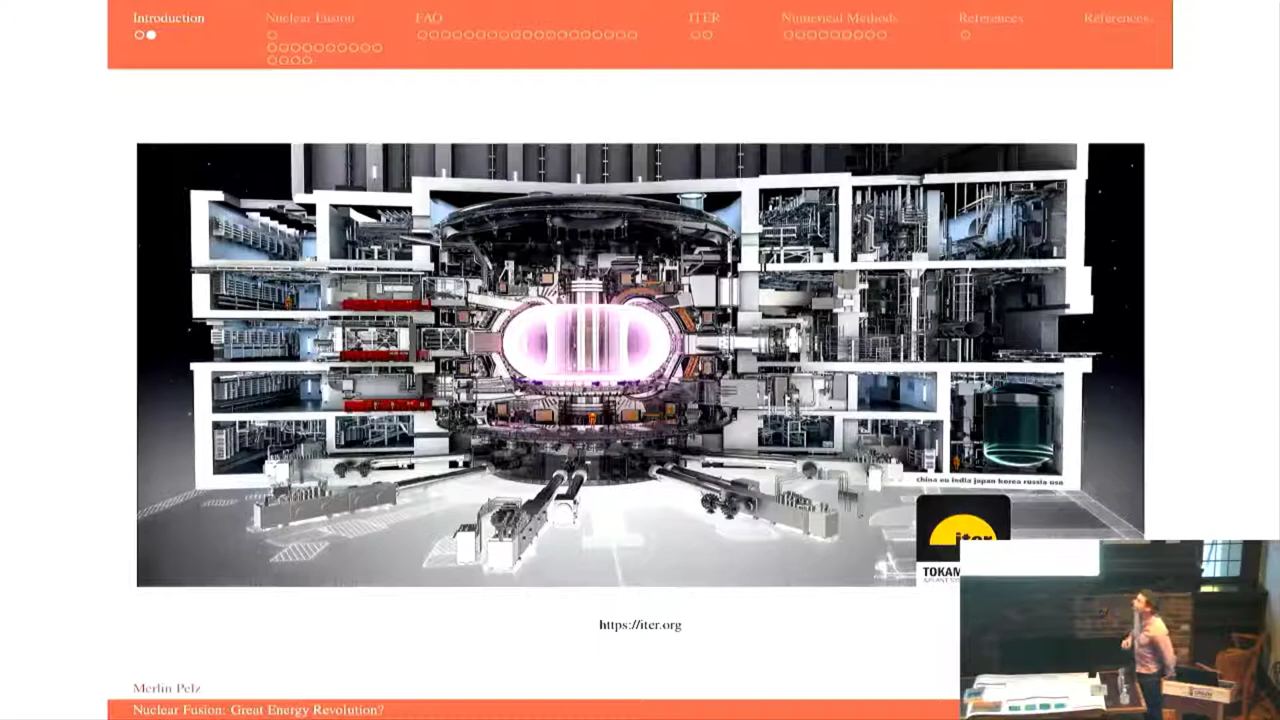 Introduction
Nuclear Fusion
FAQ
ITER
Numerical Methods
References
References
china eu india japan korea russia usa
iter
TOKAM
https://iter.org
Merlin Pelz
Nuclear Fusion: Great Energy Revolution?